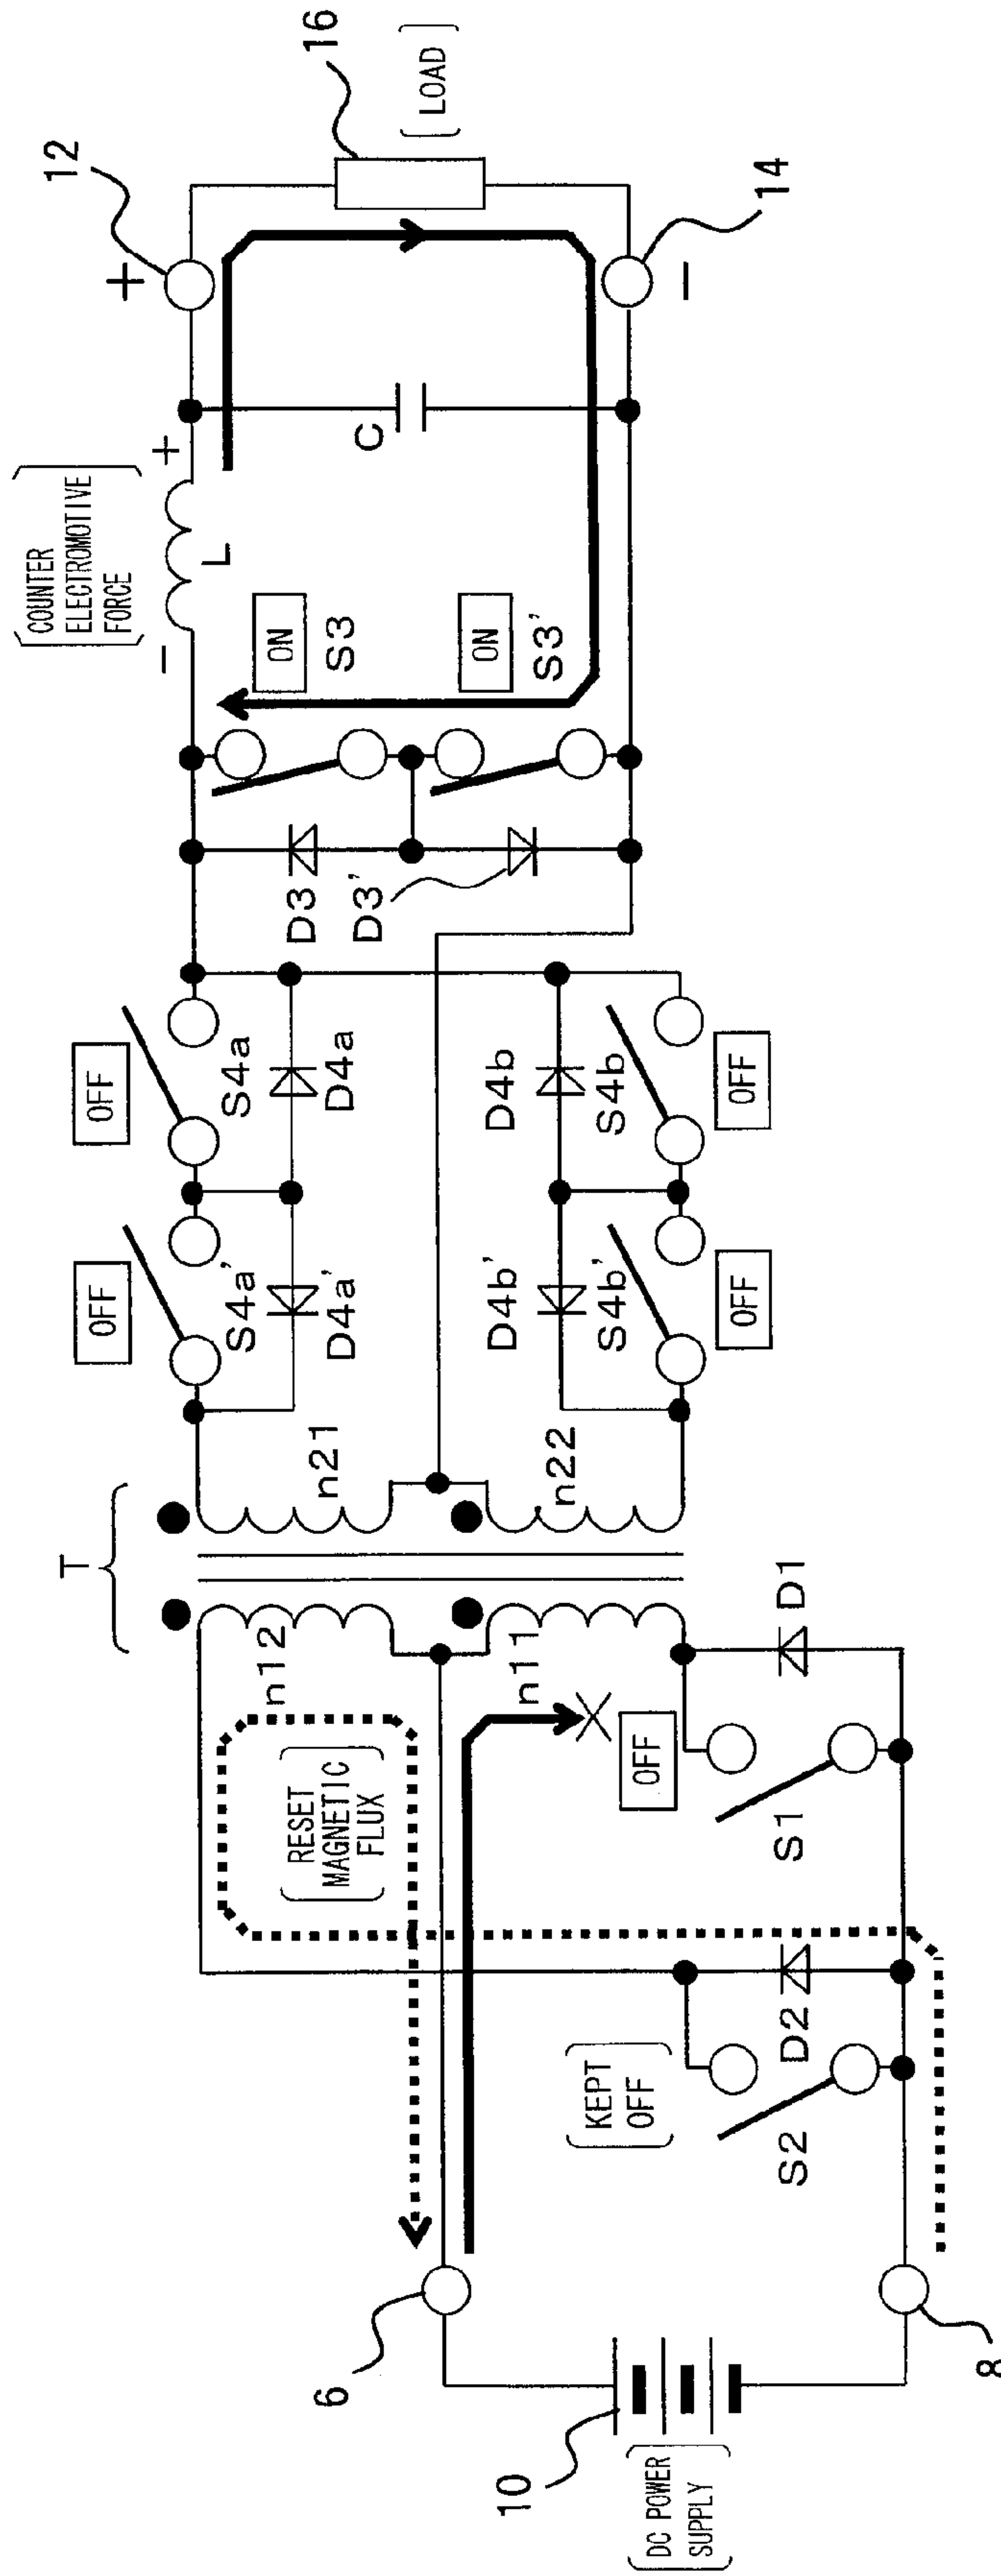 T
COUNTER
ELECTROMOTIVE
FORCE
12
16
OFF
OFF
S4a'
S4a
D4a'
D4a
−
+
L
+
[LOAD]
n12
n21
ON
S3
D3
D3'
C
RESET
MAGNETIC
FLUX
6
KEPT
OFF
n11
n22
D4b'
D4b
ON
S3'
S4b'
S4b
−
14
10
DC POWER
SUPPLY
OFF
OFF
OFF
S2
D2
S1
D1
8